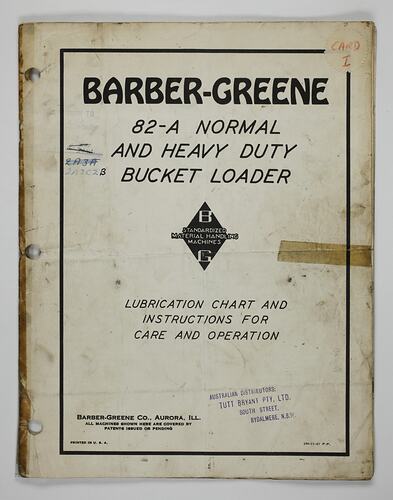 CARD
I
BARBER-GREENE
82-A NORMAL
AND HEAVY DUTY
BUCKET LOADER
B
STANDARDIZED
MATERIAL HANDLING
MACHINES
G
LUBRICATION CHART AND
INSTRUCTIONS FOR
CARE AND OPERATION
AUSTRALIAN DISTRIBUTORS:
TUTT BRYANT PTY, LTD.
SOUTH STREET,
RYDALMERE, N.S.W.
BARBER-GREENE CO., AURORA, ILL.
ALL MACHINES SHOWN HERE ARE COVERED BY
PATENTS ISSUED OR PENDING
PRINTED IN U. S. A.